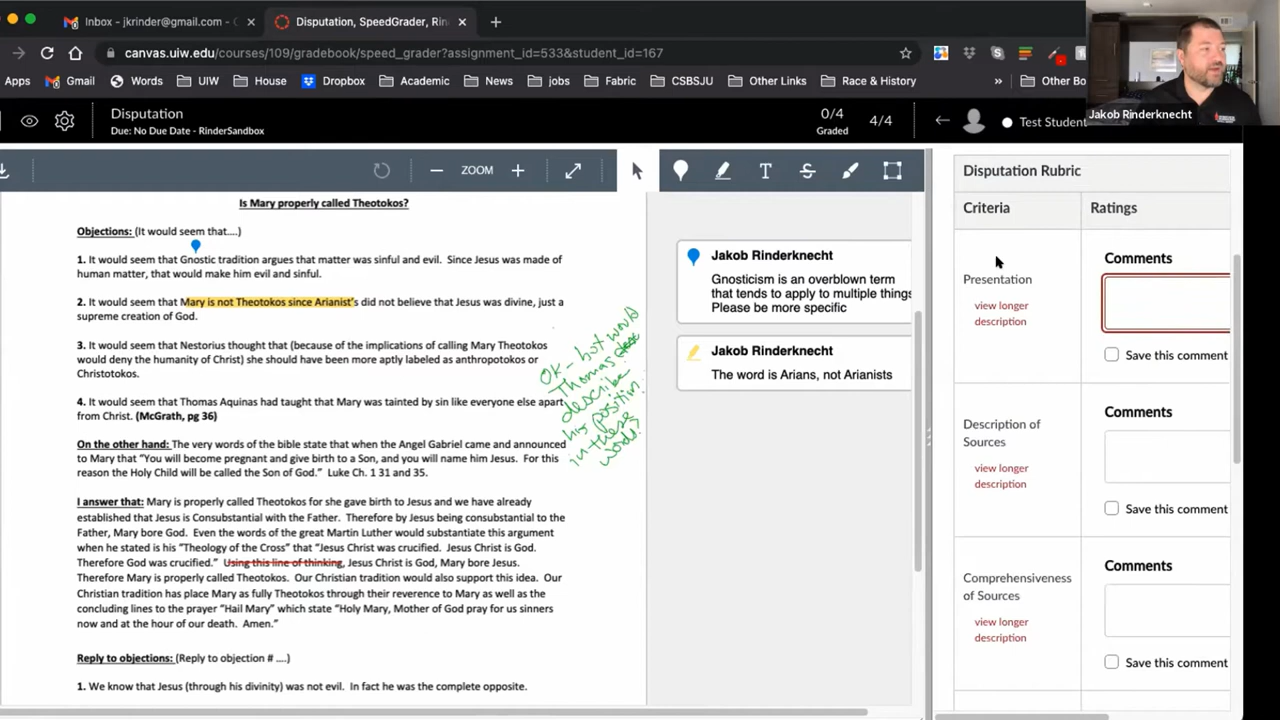 Inbox - jkrinder@gmail.com -
Disputation, SpeedGrader, Rin
canvas.uiw.edu/courses/109/gradebook/speed_grader?assignment_id=533&student_id=167
Apps Gmail Words UIW House Dropbox Academic News jobs Fabric CSBSJU Other Links Race & History » Other Bo
Jakob Rinderknecht
Disputation
Due: No Due Date - RinderSandbox
0/4
Graded
4/4
Test Student
ZOOM
Is Mary properly called Theotokos?
Objections: (It would seem that....)
1. It would seem that Gnostic tradition argues that matter was sinful and evil. Since Jesus was made of
human matter, that would make him evil and sinful.
2. It would seem that Mary is not Theotokos since Arianist's did not believe that Jesus was divine, just a
supreme creation of God.
3. It would seem that Nestorius thought that (because of the implications of calling Mary Theotokos
would deny the humanity of Christ) she should have been more aptly labeled as anthropotokos or
Christotokos.
4. It would seem that Thomas Aquinas had taught that Mary was tainted by sin like everyone else apart
from Christ. (McGrath, pg 36)
On the other hand: The very words of the bible state that when the Angel Gabriel came and announced
to Mary that "You will become pregnant and give birth to a Son, and you will name him Jesus. For this
reason the Holy Child will be called the Son of God." Luke Ch. 1 31 and 35.
I answer that: Mary is properly called Theotokos for she gave birth to Jesus and we have already
established that Jesus is Consubstantial with the Father. Therefore by Jesus being consubstantial to the
Father, Mary bore God. Even the words of the great Martin Luther would substantiate this argument
when he stated is his "Theology of the Cross" that "Jesus Christ was crucified. Jesus Christ is God.
Therefore God was crucified." Using this line of thinking, Jesus Christ is God, Mary bore Jesus.
Therefore Mary is properly called Theotokos. Our Christian tradition would also support this idea. Our
Christian tradition has place Mary as fully Theotokos through their reverence to Mary as well as the
concluding lines to the prayer "Hail Mary" which state "Holy Mary, Mother of God pray for us sinners
now and at the hour of our death. Amen."
Reply to objections: (Reply to objection # ....)
1. We know that Jesus (through his divinity) was not evil. In fact he was the complete opposite.
OK - but would
Thomas
describe
his position
in these
words?
Jakob Rinderknecht
Gnosticism is an overblown term
that tends to apply to multiple things
Please be more specific
Jakob Rinderknecht
The word is Arians, not Arianists
Disputation Rubric
Criteria
Ratings
Presentation
view longer
description
Comments
Save this comment
Description of
Sources
view longer
description
Comments
Save this comment
Comprehensiveness
of Sources
view longer
description
Comments
Save this comment